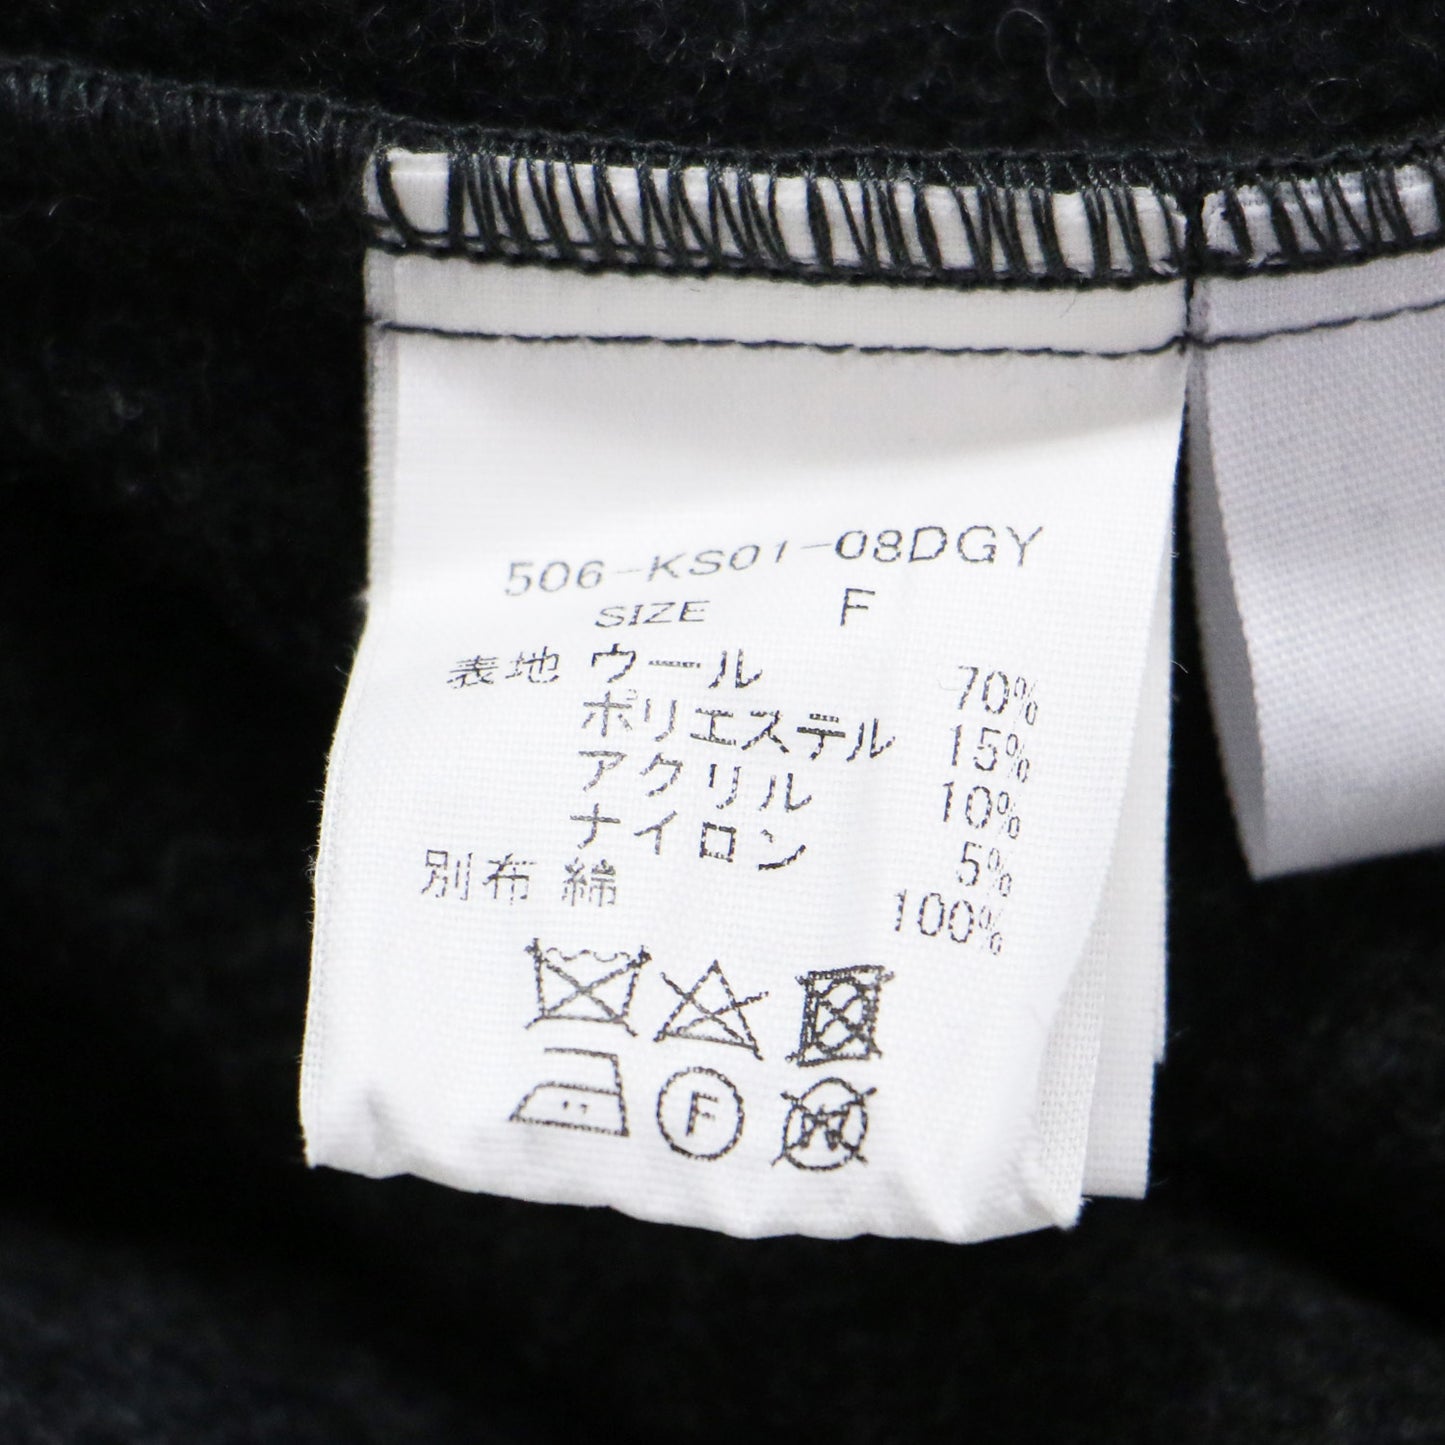 506-KS01-08DGY
SIZE F
表地 ウール 70%
ポリエステル 15%
アクリル 10%
ナイロン 5%
別布 綿 100%
F
W